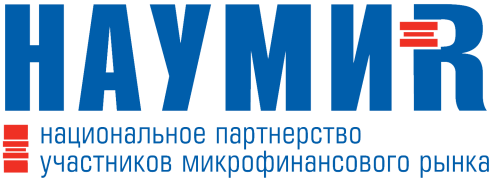 НАУМИR
национальное партнерство
участников микрофинансового рынка